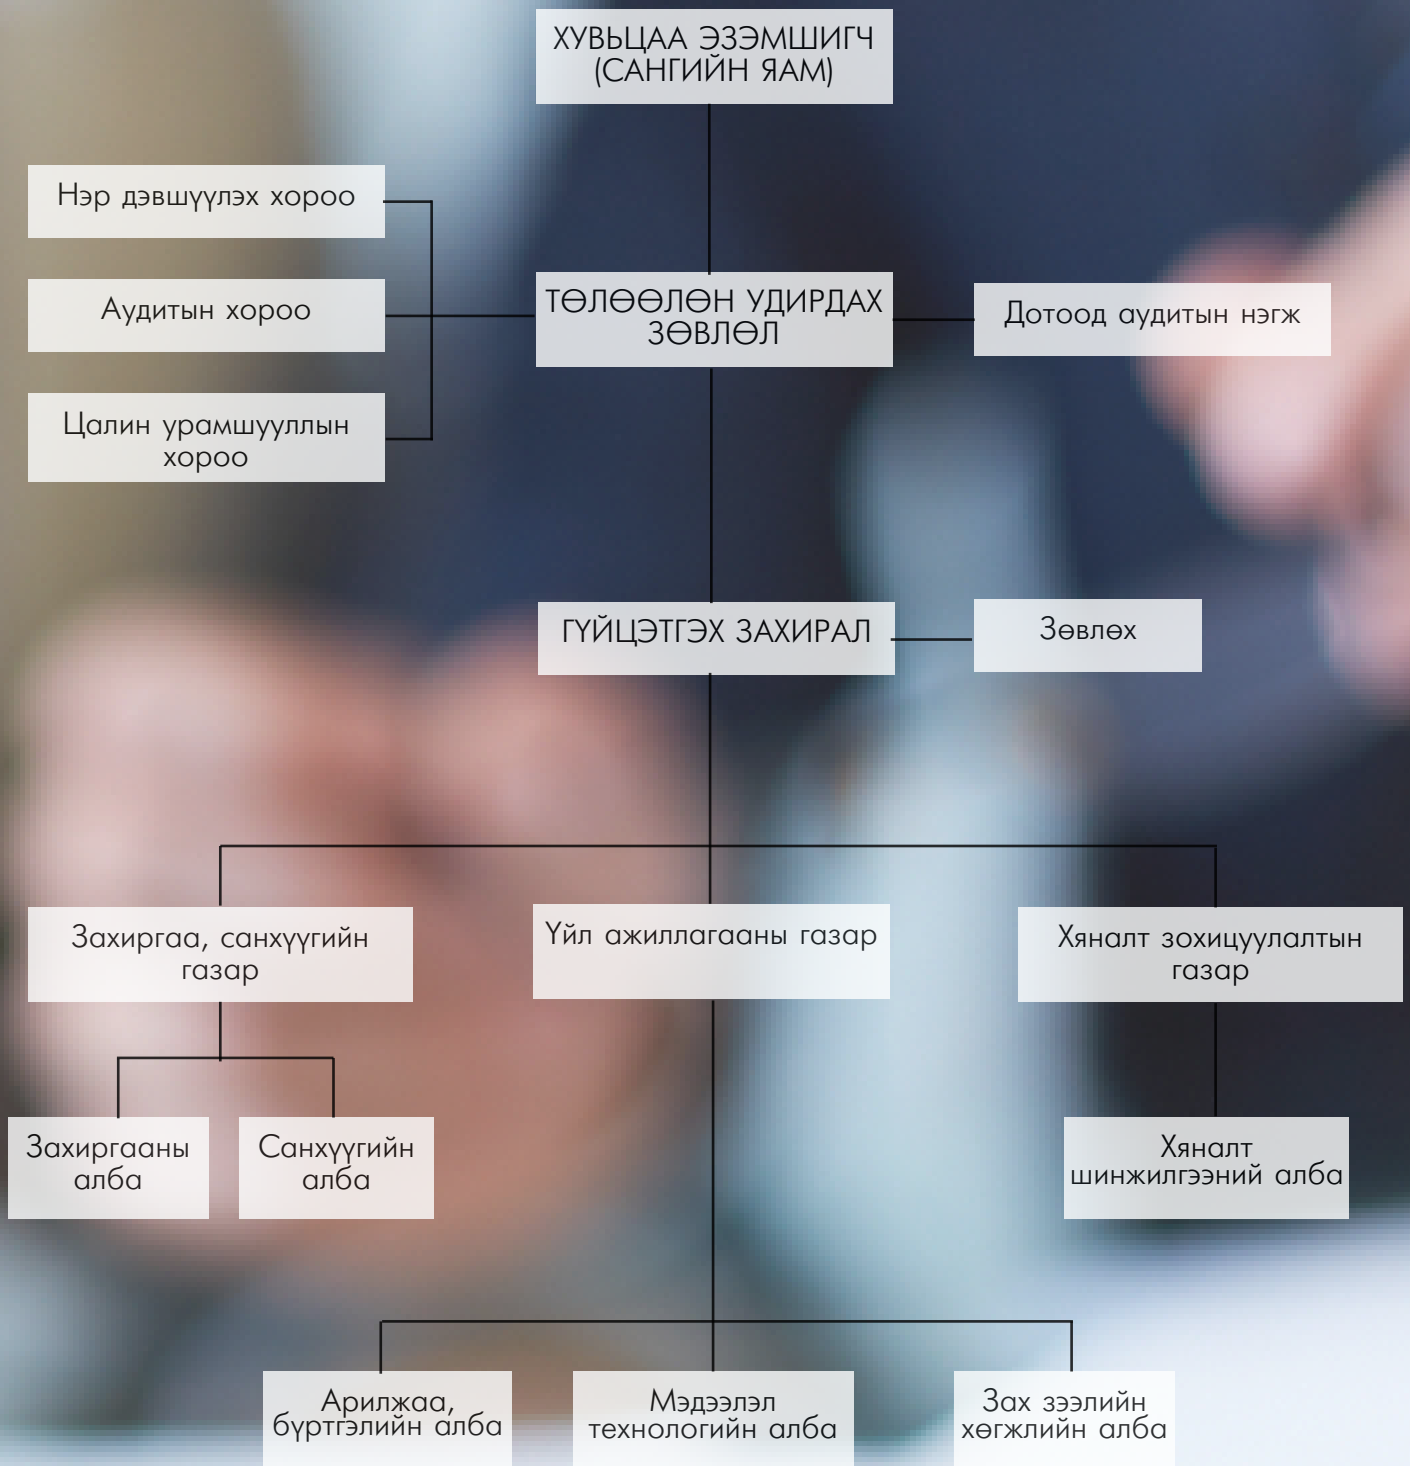 ХУВЬЦАА ЭЗЭМШИГЧ
(САНГИЙН ЯАМ)
Нэр дэвшүүлэх хороо
Аудитын хороо
Цалин урамшууллын
хороо
ТӨЛӨӨЛӨН УДИРДАХ
ЗӨВЛӨЛ
Дотоод аудитын нэгж
ГҮЙЦЭТГЭХ ЗАХИРАЛ
Зөвлөх
Захиргаа, санхүүгийн
газар
Үйл ажиллагааны газар
Хяналт зохицуулалтын
газар
Захиргааны
алба
Санхүүгийн
алба
Хяналт
шинжилгээний алба
Арилжаа,
бүртгэлийн алба
Мэдээлэл
технологийн алба
Зах зээлийн
хөгжлийн алба